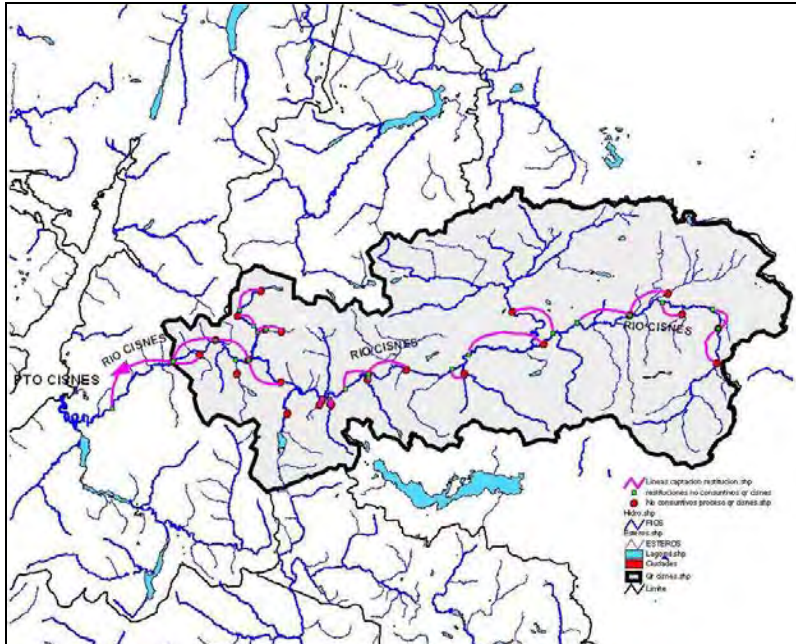 RIO CISNES
PTO CISNES
RIO CISNES
RIO CISNES
Lineas captacion restitucion.shp
restituciones no consuntivos qr cisnes
No consuntivos proceso qr cisnes.shp
Hidro.shp
RIOS
Esteros.shp
ESTEROS
Ciudades
Qr cisnes.shp
Limite